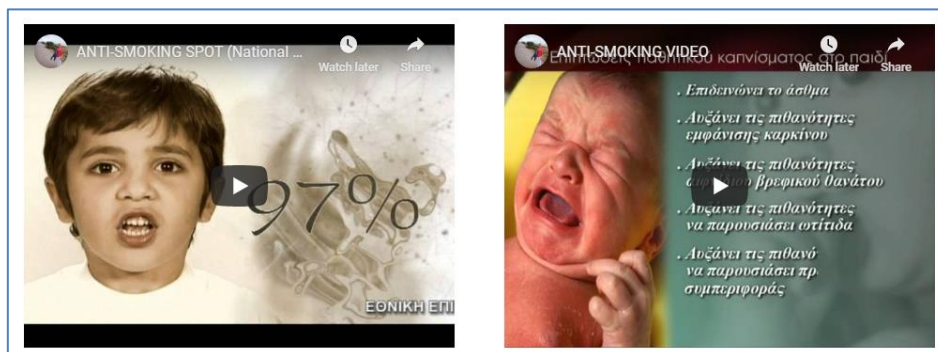 ANTI-SMOKING SPOT (National ...
Watch later
Share
97%
ΕΘΝΙΚΗ ΕΠΙ
ANTI-SMOKING VIDEO
Watch later
Share
Επιπτώσεις παθητικού καπνίσματος στο παιδί
. Επιδεινώνει το άσθμα
. Αυξάνει τις πιθανότητες
εμφάνισης καρκίνου
. Αυξάνει τις πιθανότητες
αιφνιδίου βρεφικού θανάτου
. Αυξάνει τις πιθανότητες
να παρουσιάσει ωτίτιδα
. Αυξάνει τις πιθανό
να παρουσιάσει πρ
συμπεριφοράς